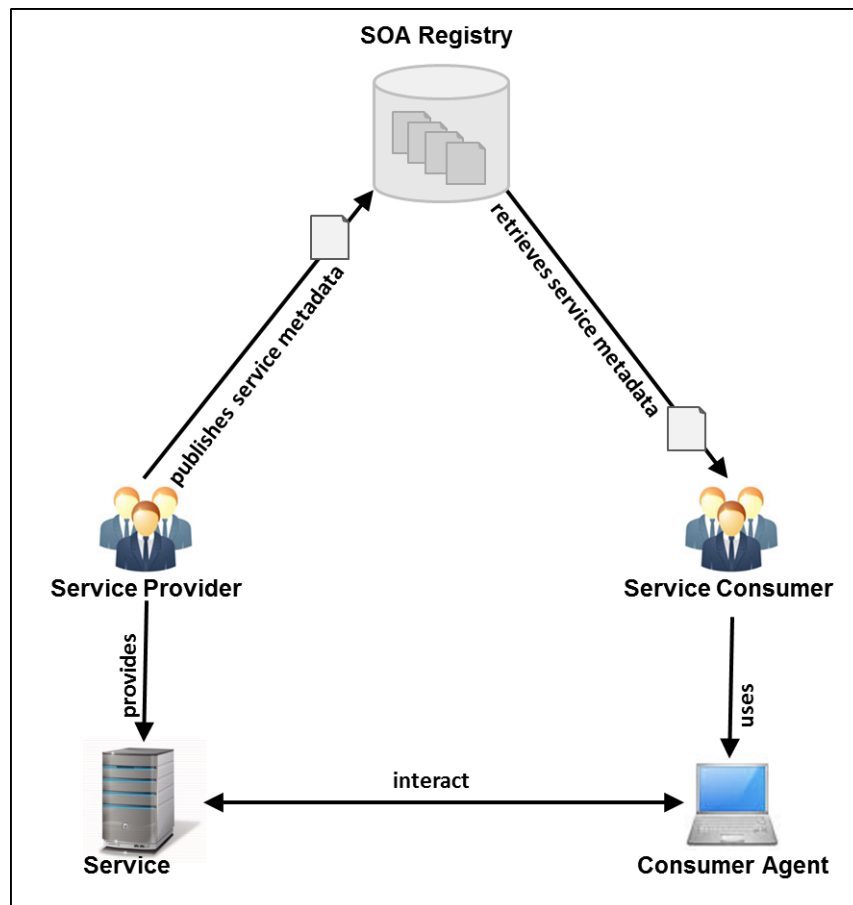 SOA Registry
publishes service metadata
retrieves service metadata
Service Provider
Service Consumer
provides
uses
interact
Service
Consumer Agent